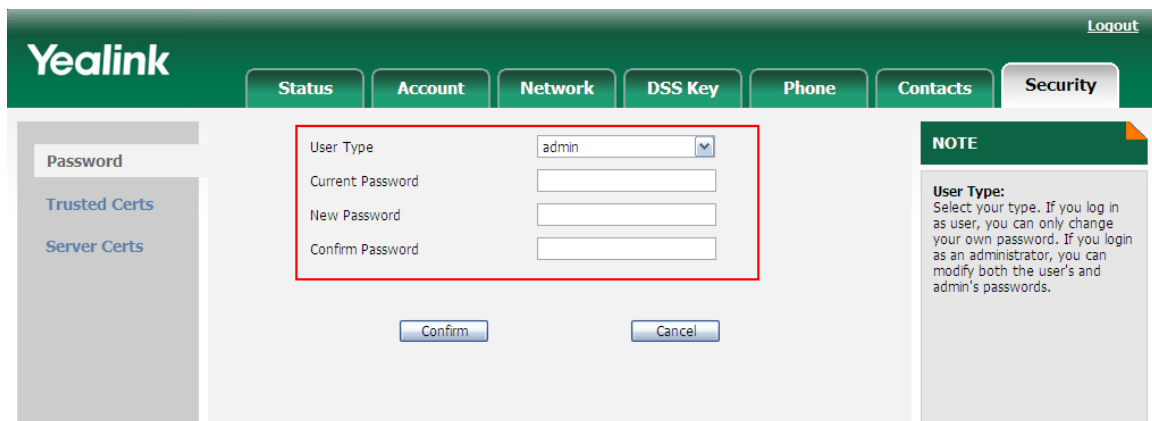 Logout
Yealink
Status Account Network DSS Key Phone Contacts Security
Password
Trusted Certs
Server Certs
User Type admin
Current Password
New Password
Confirm Password
Confirm Cancel
NOTE
User Type:
Select your type. If you log in
as user, you can only change
your own password. If you login
as an administrator, you can
modify both the user's and
admin's passwords.